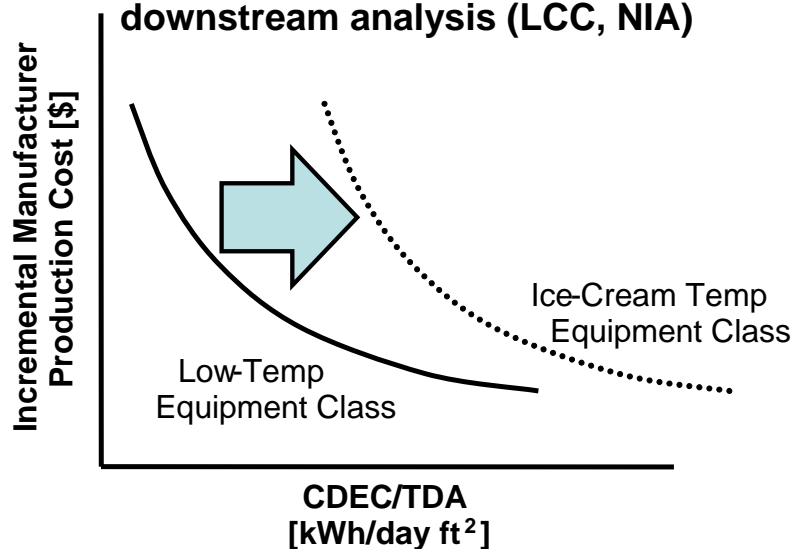 downstream analysis (LCC, NIA)
Incremental Manufacturer
Production Cost [$]
Ice-Cream Temp
Equipment Class
Low-Temp
Equipment Class
CDEC/TDA
[kWh/day ft²]